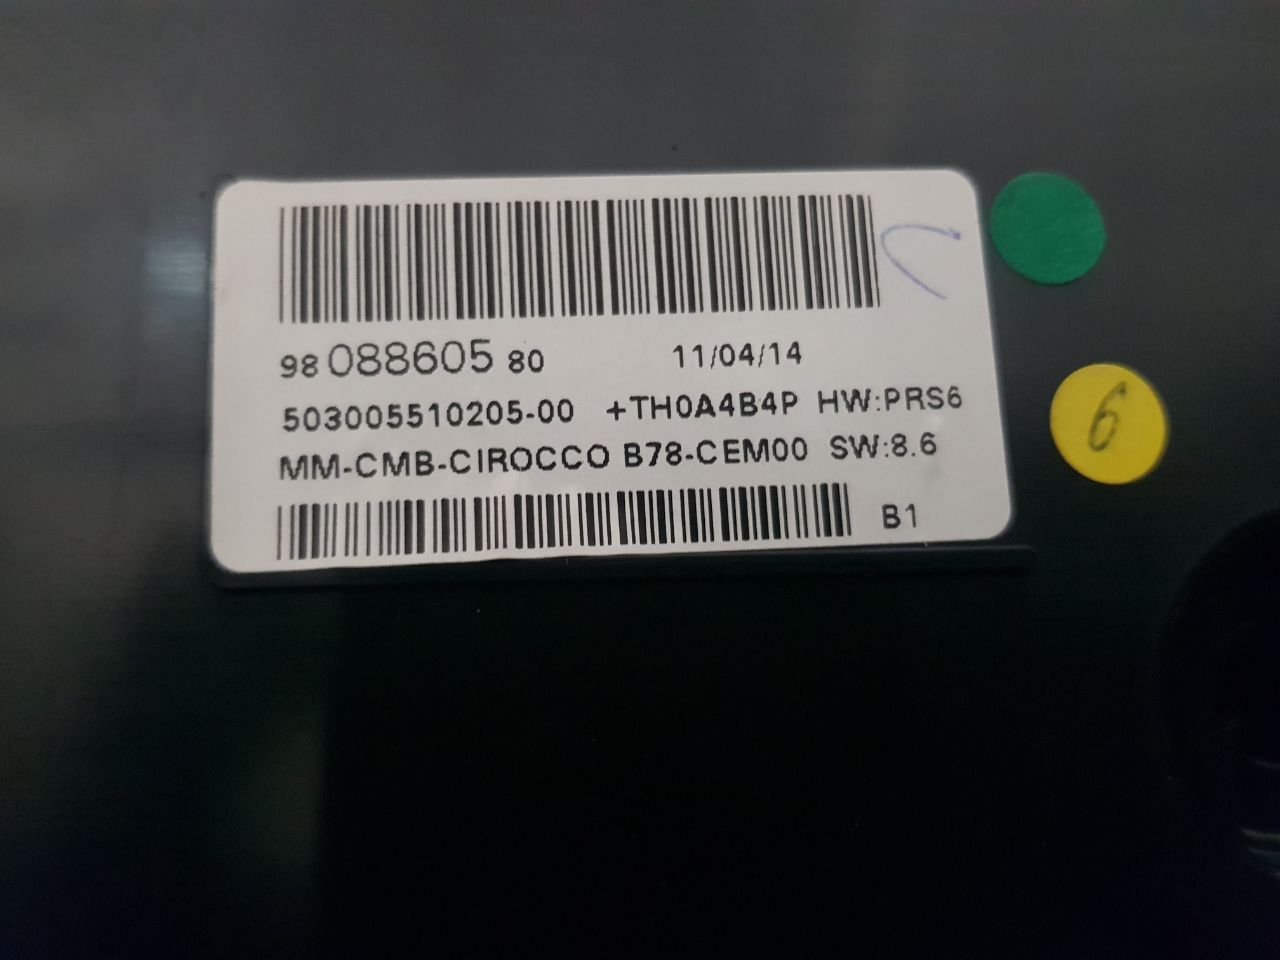 98 088605 80 11/04/14
503005510205-00 +TH0A4B4P HW:PRS6
MM-CMB-CIROCCO B78-CEM00 SW:8.6
B1
6